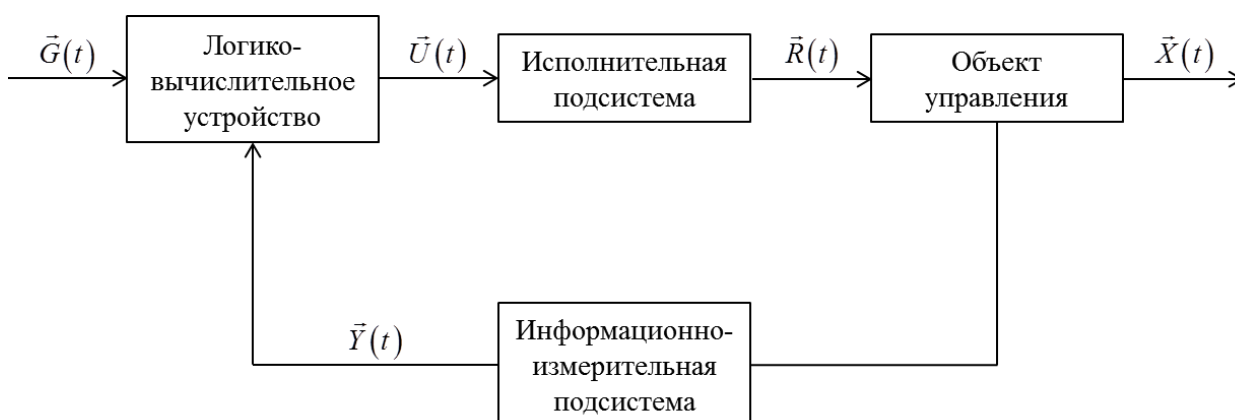 G⃗(t)
Логико-
вычислительное
устройство
U⃗(t)
Исполнительная
подсистема
R⃗(t)
Объект
управления
X⃗(t)
Y⃗(t)
Информационно-
измерительная
подсистема